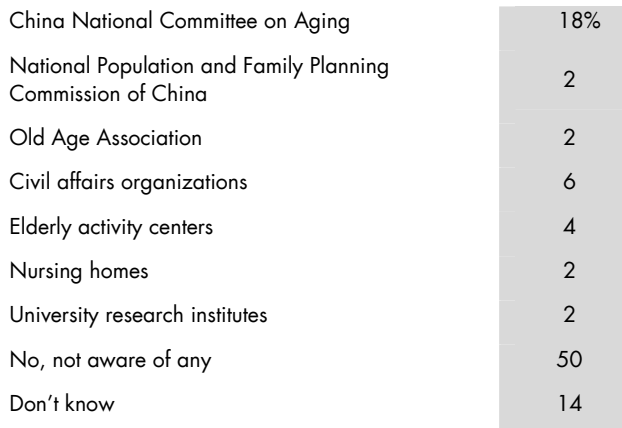 China National Committee on Aging 18%
National Population and Family Planning
Commission of China 2
Old Age Association 2
Civil affairs organizations 6
Elderly activity centers 4
Nursing homes 2
University research institutes 2
No, not aware of any 50
Don’t know 14